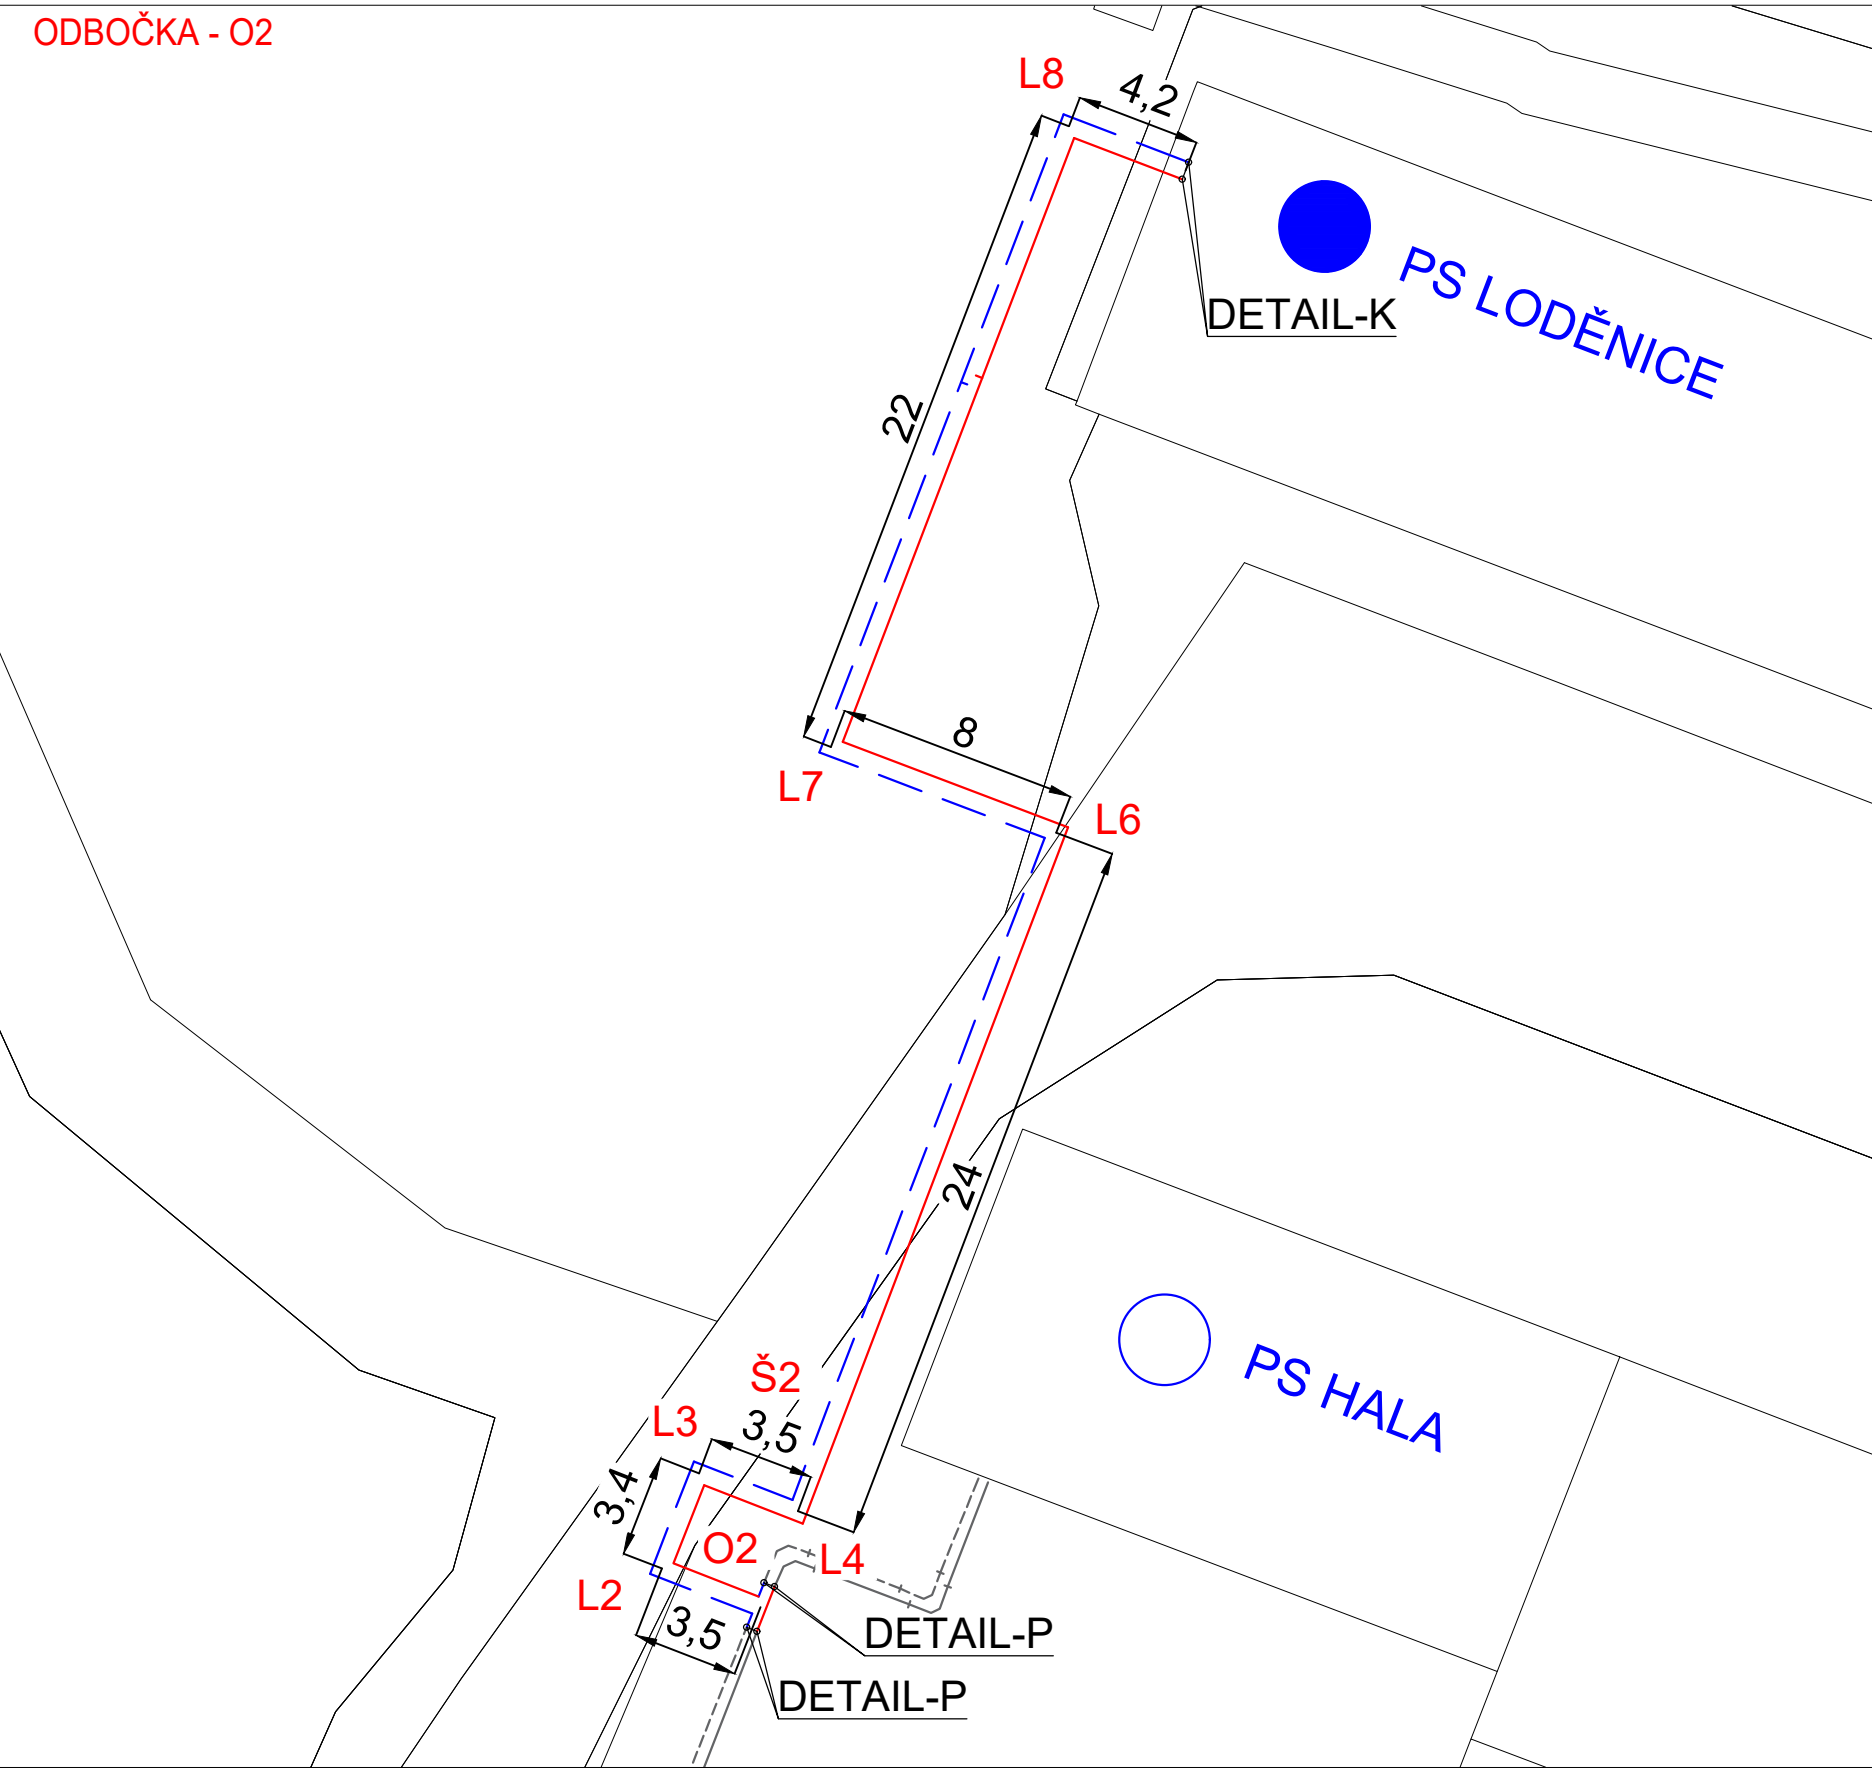 ODBOČKA - O2
L8
4,2
PS LODĚNICE
DETAIL-K
22
8
L7
L6
24
PS HALA
Š2
L3
3,5
3,4
O2
L4
L2
3,5
DETAIL-P
DETAIL-P